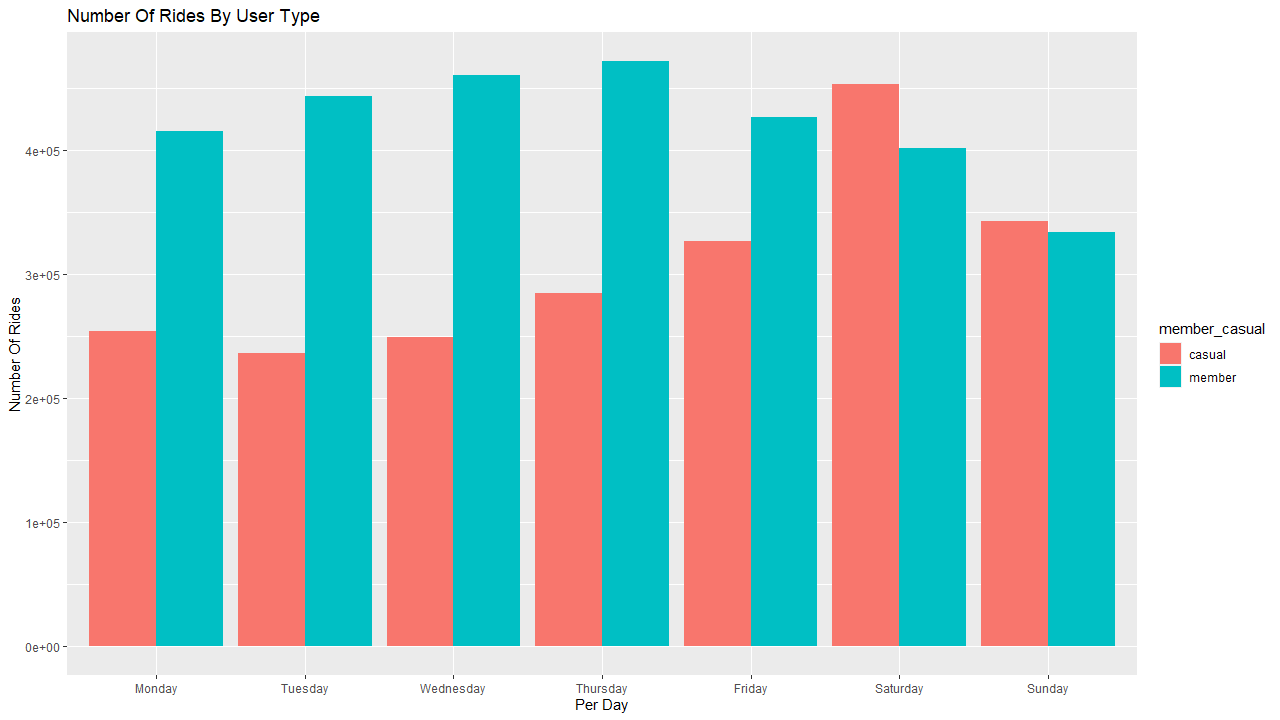 Number Of Rides By User Type
4e+05
3e+05
2e+05
1e+05
0e+00
Number Of Rides
Monday Tuesday Wednesday Thursday Friday Saturday Sunday
Per Day
member_casual
casual
member